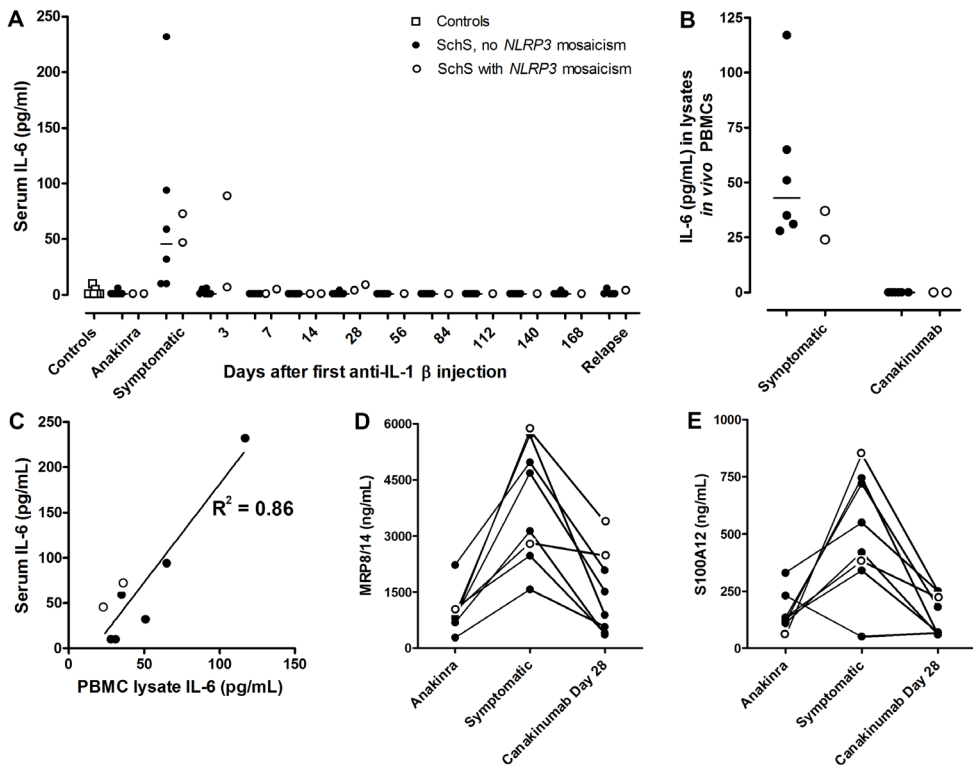 A
Serum IL-6 (pg/ml)
250
200
150
100
50
0
Controls
SchS, no NLRP3 mosaicism
SchS with NLRP3 mosaicism
Controls
Anakinra
Symptomatic
3
7
14
28
56
84
112
140
168
Relapse
Days after first anti-IL-1 β injection
B
IL-6 (pg/mL) in lysates
in vivo PBMCs
125
100
75
50
25
0
Symptomatic
Canakinumab
C
Serum IL-6 (pg/mL)
250
200
150
100
50
0
R² = 0.86
0
50
100
150
PBMC lysate IL-6 (pg/mL)
D
MRP8/14 (ng/mL)
6000
4500
3000
1500
0
Anakinra
Symptomatic
Canakinumab Day 28
E
S100A12 (ng/mL)
1000
750
500
250
0
Anakinra
Symptomatic
Canakinumab Day 28